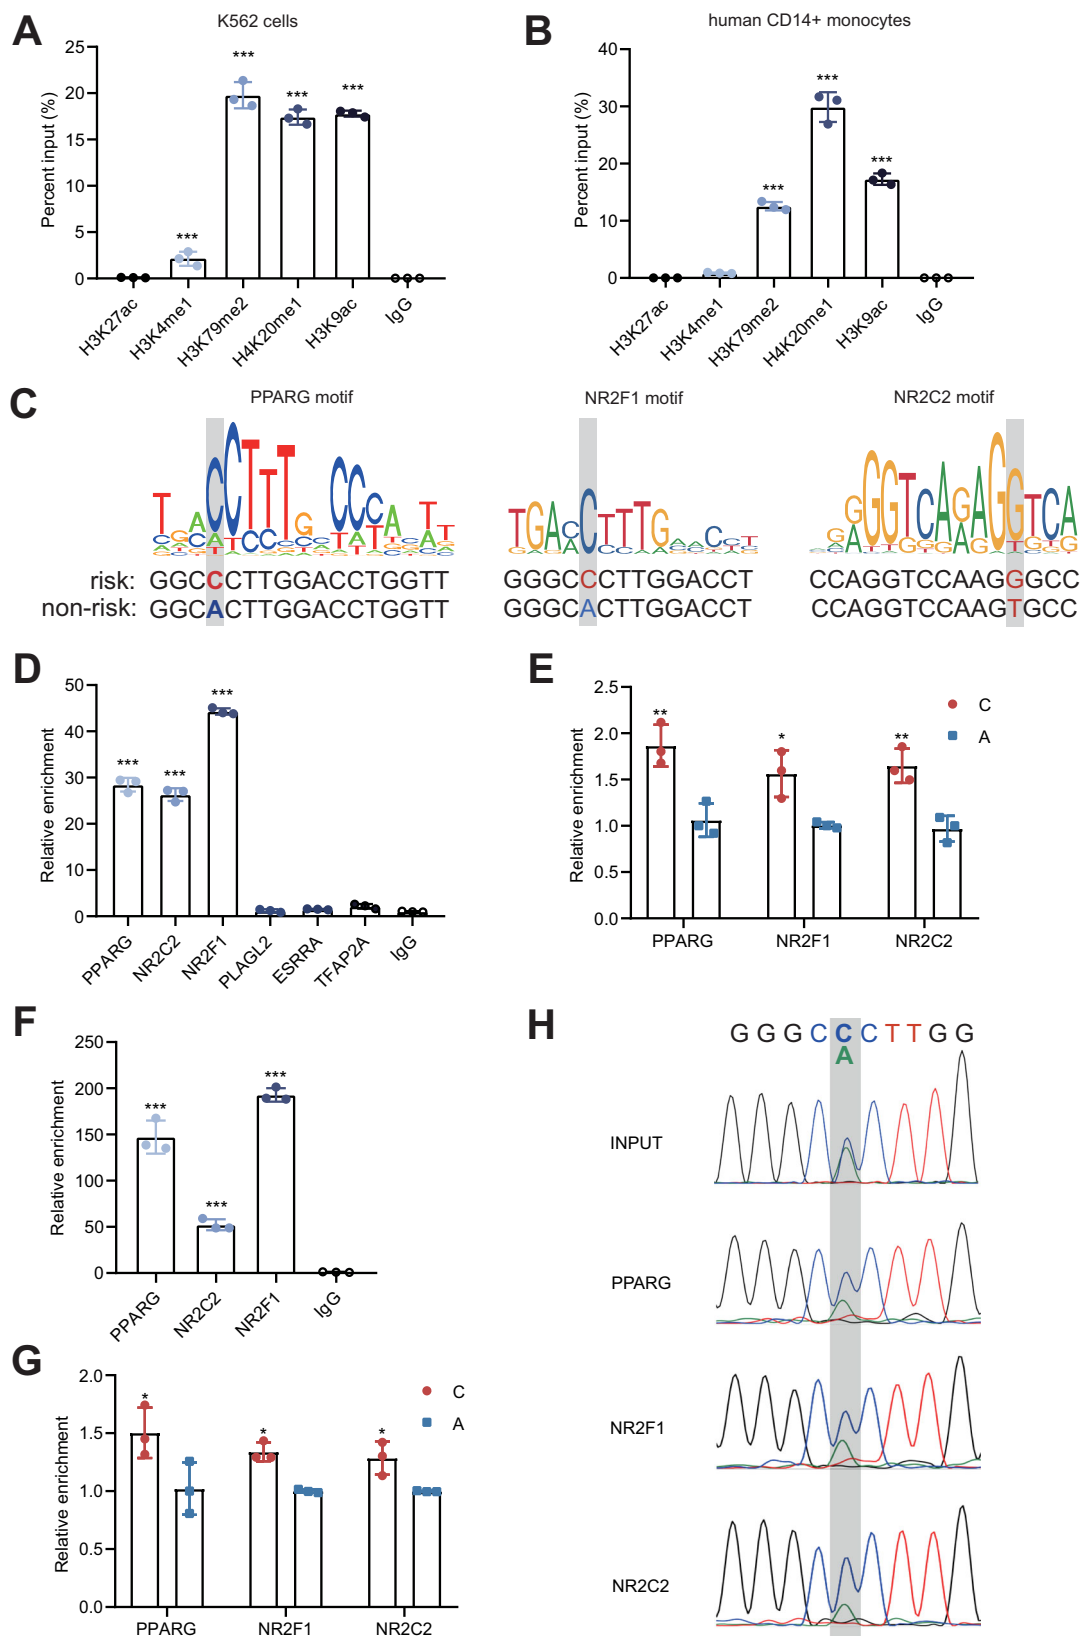 A
K562 cells
Percent input (%)
25
20
15
10
5
0
***
***
***
***
H3K27ac
H3K4me1
H3K79me2
H4K20me1
H3K9ac
IgG
B
human CD14+ monocytes
Percent input (%)
40
30
20
10
0
***
***
***
H3K27ac
H3K4me1
H3K79me2
H4K20me1
H3K9ac
IgG
C
PPARG motif
NR2F1 motif
NR2C2 motif
risk: GGCCCTTGGACCTGGTT
non-risk: GGCACTTGGACCTGGTT
GGGCCCTTGGACCT
GGGCACTTGGACCT
CCAGGTCCAAGGGCC
CCAGGTCCAAGTGCC
D
Relative enrichment
50
40
30
20
10
0
***
***
***
PPARG
NR2C2
NR2F1
PLAGL2
ESRRA
TFAP2A
IgG
E
Relative enrichment
2.5
2.0
1.5
1.0
0.5
0.0
**
*
**
C
A
PPARG
NR2F1
NR2C2
F
Relative enrichment
250
200
150
100
50
0
***
***
***
PPARG
NR2C2
NR2F1
IgG
G
Relative enrichment
2.0
1.5
1.0
0.5
0.0
*
*
*
C
A
PPARG
NR2F1
NR2C2
H
G G G C C C T T G G
A
INPUT
PPARG
NR2F1
NR2C2